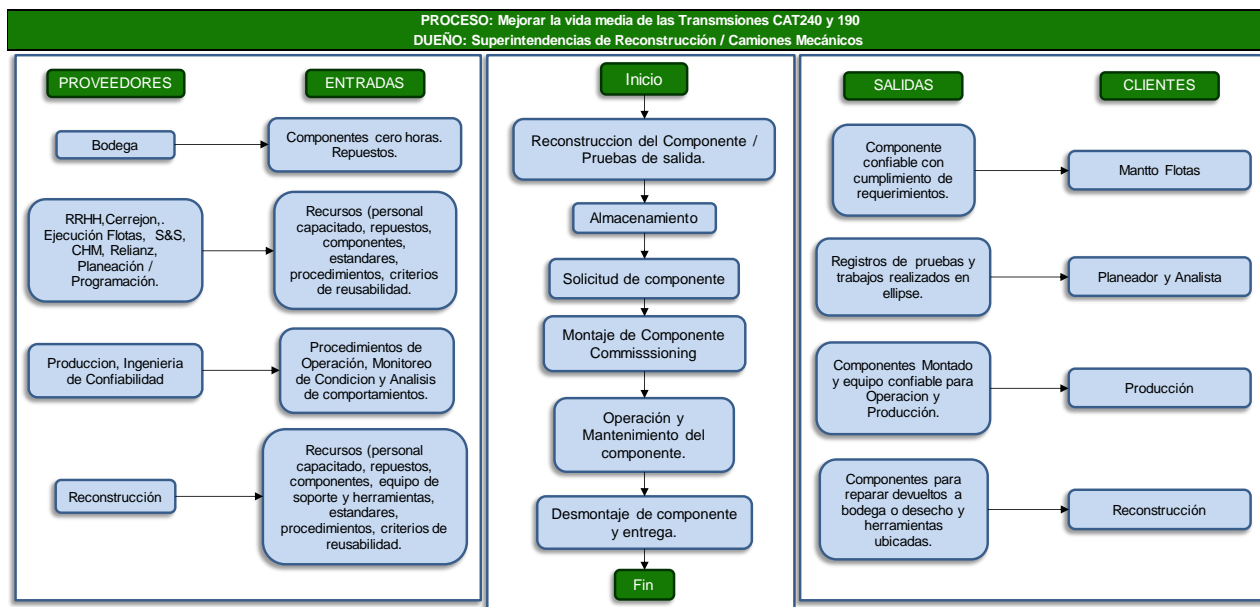 PROCESO: Mejorar la vida media de las Transmsiones CAT240 y 190
DUEÑO: Superintendencias de Reconstrucción / Camiones Mecánicos
PROVEEDORES
ENTRADAS
Bodega
Componentes cero horas.
Repuestos.
RRHH,Cerrejon,.
Ejecución Flotas, S&S,
CHM, Relianz,
Planeación /
Programación.
Recursos (personal
capacitado, repuestos,
componentes,
estandares,
procedimientos, criterios
de reusabilidad.
Produccion, Ingenieria
de Confiabilidad
Procedimientos de
Operación, Monitoreo
de Condicion y Analisis
de comportamientos.
Reconstrucción
Recursos (personal
capacitado, repuestos,
componentes, equipo de
soporte y herramientas,
estandares,
procedimientos, criterios de
reusabilidad.
Inicio
Reconstruccion del Componente /
Pruebas de salida.
Almacenamiento
Solicitud de componente
Montaje de Componente
Commisssioning
Operación y
Mantenimiento del
componente.
Desmontaje de componente
y entrega.
Fin
SALIDAS
CLIENTES
Componente
confiable con
cumplimiento de
requerimientos.
Mantto Flotas
Registros de pruebas y
trabajos realizados en
ellipse.
Planeador y Analista
Componentes Montado
y equipo confiable para
Operacion y
Producción.
Producción
Componentes para
reparar devueltos a
bodega o desecho y
herramientas
ubicadas.
Reconstrucción